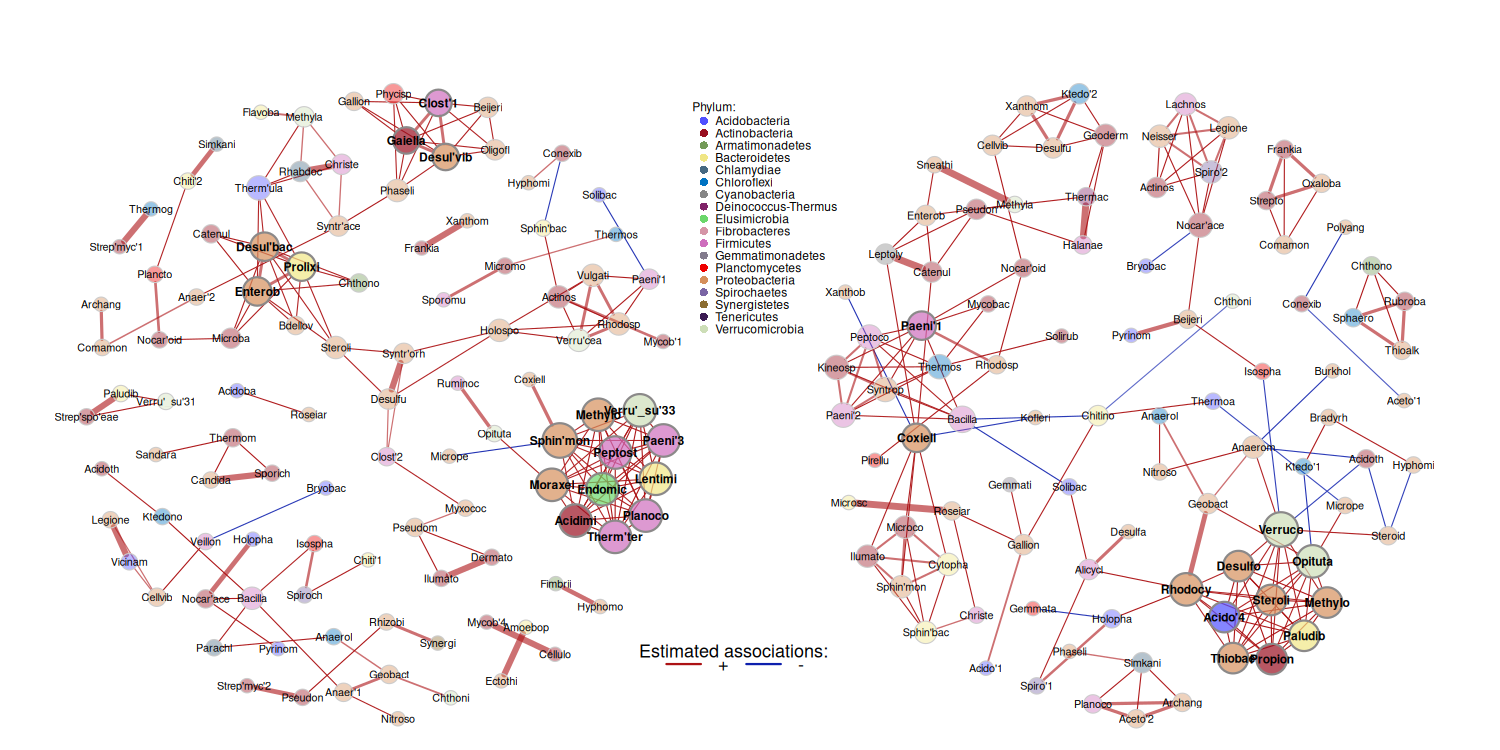 Phylum:
Acidobacteria
Actinobacteria
Armatimonadetes
Bacteroidetes
Chlamydiae
Chloroflexi
Cyanobacteria
Deinococcus-Thermus
Elusimicrobia
Fibrobacteres
Firmicutes
Gemmatimonadetes
Planctomycetes
Proteobacteria
Spirochaetes
Synergistetes
Tenericutes
Verrucomicrobia
Estimated associations:
+ -
Flavoba
Methyla
Gallion
Phycisp
Clost'1
Beijeri
Gaiella
Desul'vib
Oligofl
Simkani
Rhabdoc
Christe
Chiti'2
Therm'ula
Phaseli
Conexib
Hyphomi
Solibac
Thermog
Strep'myc'1
Catenul
Syntr'ace
Desul'bac
Xanthom
Frankia
Sphin'bac
Thermos
Plancto
Prolixi
Enterob
Chthono
Anaer'2
Micromo
Sporomu
Vulgati
Paeni'1
Actinos
Archang
Comamon
Nocar'oid
Microba
Bdellov
Steroli
Syntr'orh
Holospo
Verru'cea
Rhodosp
Mycob'1
Paludib
Verru'_su'31
Strep'spo'eae
Acidoba
Roseiar
Desulfu
Ruminoc
Coxiell
Opituta
Micrope
Methylo
Verru'_su'33
Sphin'mon
Peptost
Paeni'3
Moraxel
Endomic
Lentimi
Acidimi
Planoco
Therm'ter
Thermom
Sandara
Candida
Sporich
Acidoth
Clost'2
Bryobac
Legione
Ktedono
Veillon
Holopha
Isospha
Vicinam
Chiti'1
Cellvib
Nocar'ace
Bacilla
Spiroch
Myxococ
Pseudom
Ilumato
Dermato
Fimbrii
Hyphomo
Parachl
Pyrinom
Anaerol
Rhizobi
Synergi
Mycob'4
Amoebop
Cellulo
Ectothi
Strep'myc'2
Pseudon
Anaer'1
Geobact
Chthoni
Nitroso
Xanthom
Ktedo'2
Cellvib
Desulfu
Geoderm
Sneathi
Enterob
Pseudon
Methyla
Thermac
Halanae
Leptoly
Catenul
Nocar'oid
Lachnos
Neisser
Legione
Actinos
Spiro'2
Nocar'ace
Frankia
Strepto
Oxaloba
Comamon
Bryobac
Polyang
Chthono
Conexib
Sphaero
Rubroba
Thioalk
Xanthob
Peptoco
Paeni'1
Mycobac
Kineosp
Thermos
Rhodosp
Solirub
Syntrop
Paeni'2
Bacilla
Coxiell
Pirellu
Kofleri
Chitino
Chthoni
Pyrinom
Beijeri
Isospha
Burkhol
Aceto'1
Thermoa
Anaerol
Bradyrh
Anaerom
Nitroso
Ktedo'1
Acidoth
Hyphomi
Microsc
Roseiar
Gemmati
Solibac
Geobact
Micrope
Steroid
Microco
Ilumato
Cytopha
Sphin'mon
Sphin'bac
Christe
Gallion
Desulfa
Alicycl
Gemmata
Holopha
Acido'1
Phaseli
Simkani
Spiro'1
Planoco
Archang
Aceto'2
Verruco
Desulfo
Opituta
Rhodocy
Steroli
Methylo
Acido'4
Paludib
Thiobac
Propion